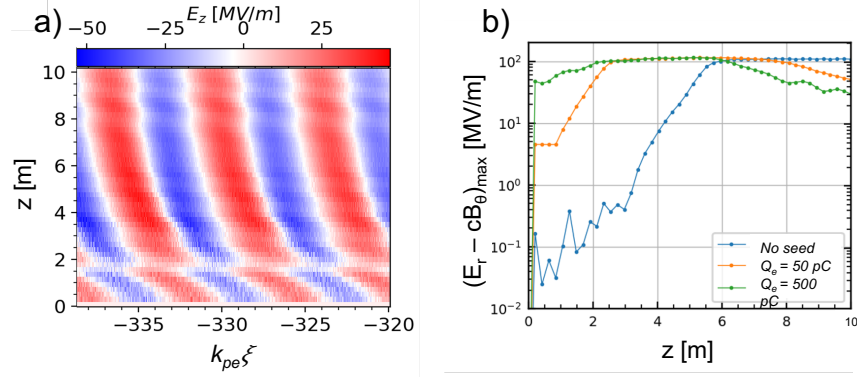 a)
E_z [MV/m]
−50 −25 0 25
10
8
6
4
2
0
z [m]
−335 −330 −325 −320
k_peξ
b)
(E_r − cB_θ)_max [MV/m]
10²
10¹
10⁰
10⁻¹
10⁻²
No seed
Q_e = 50 pC
Q_e = 500
pC
0 2 4 6 8 10
z [m]